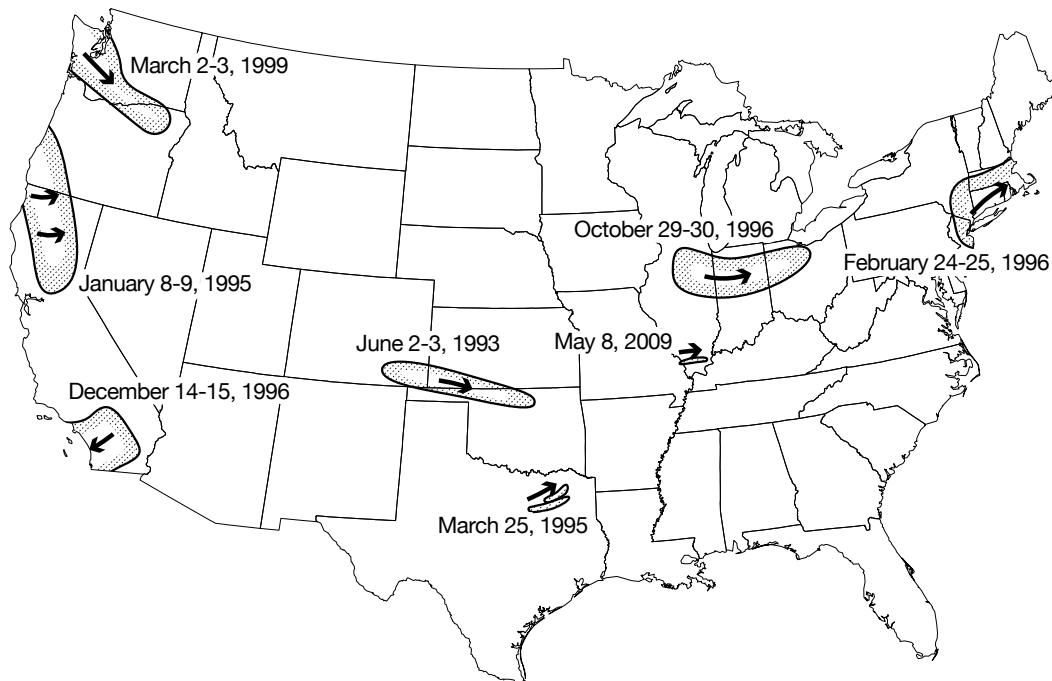 March 2-3, 1999
October 29-30, 1996
February 24-25, 1996
January 8-9, 1995
June 2-3, 1993
May 8, 2009
December 14-15, 1996
March 25, 1995